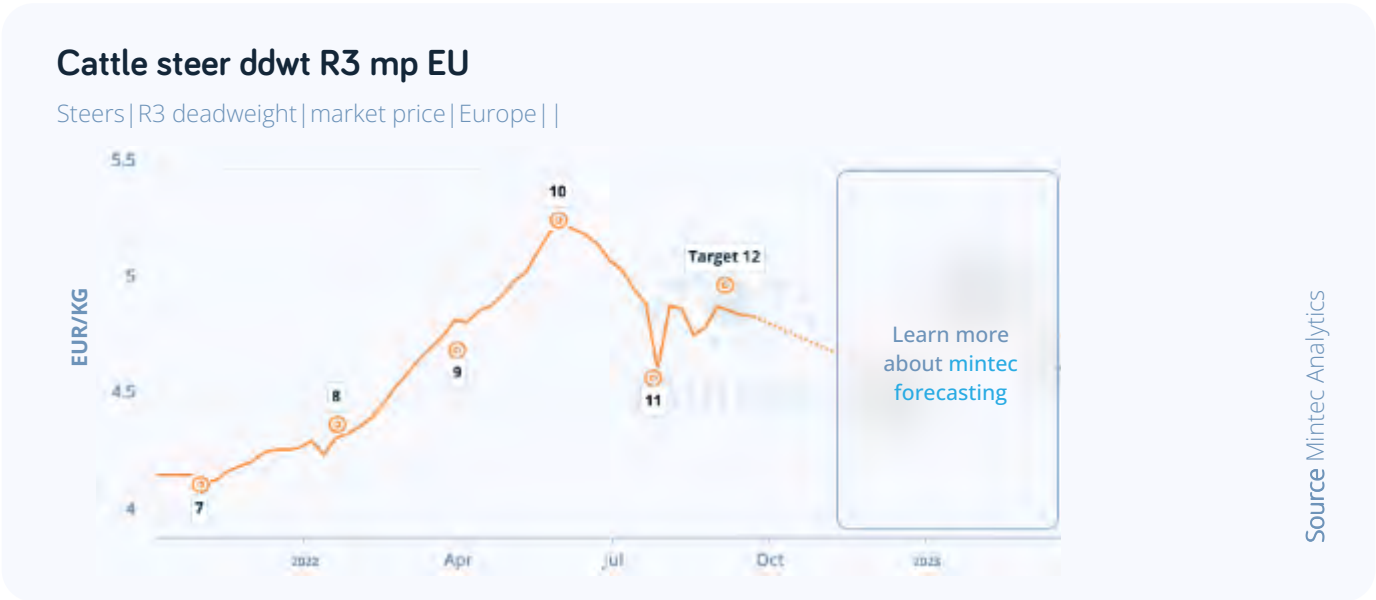 Cattle steer ddwt R3 mp EU
Steers|R3 deadweight|market price|Europe||
5.5
5
4.5
4
EUR/KG
10
Target 12
8
9
11
7
Learn more
about mintec
forecasting
2022
Apr
Jul
Oct
2023
Source Mintec Analytics